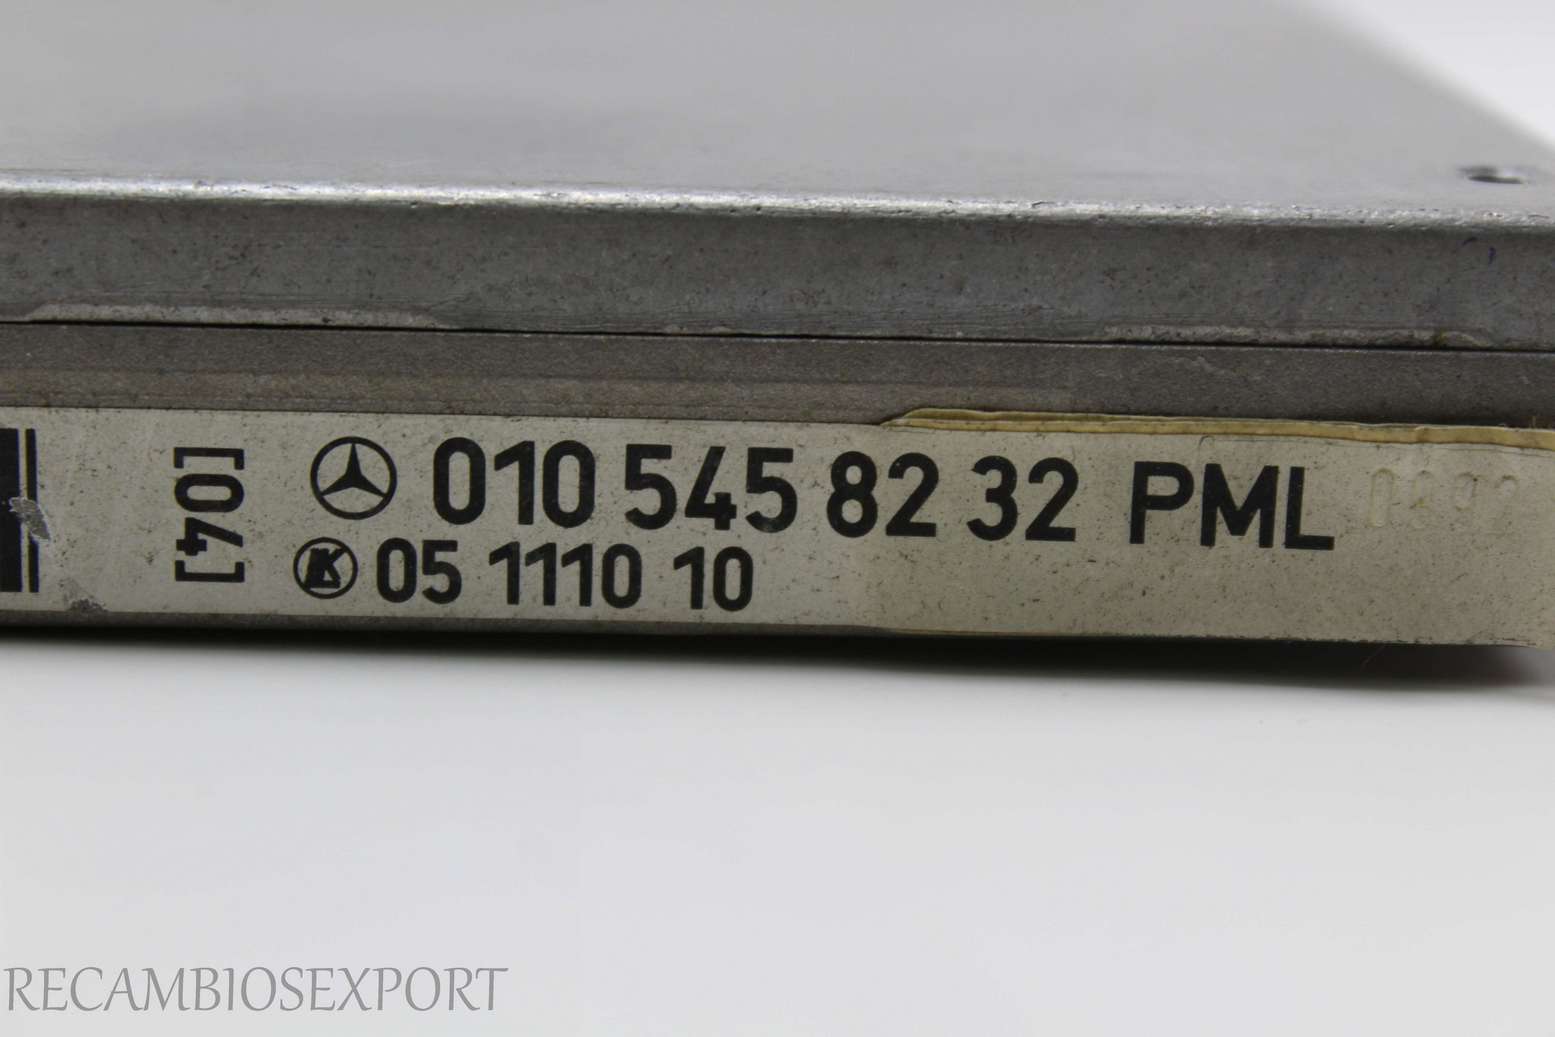 [04]
010 545 82 32 PML
05 1110 10
RECAMBIOSEXPORT